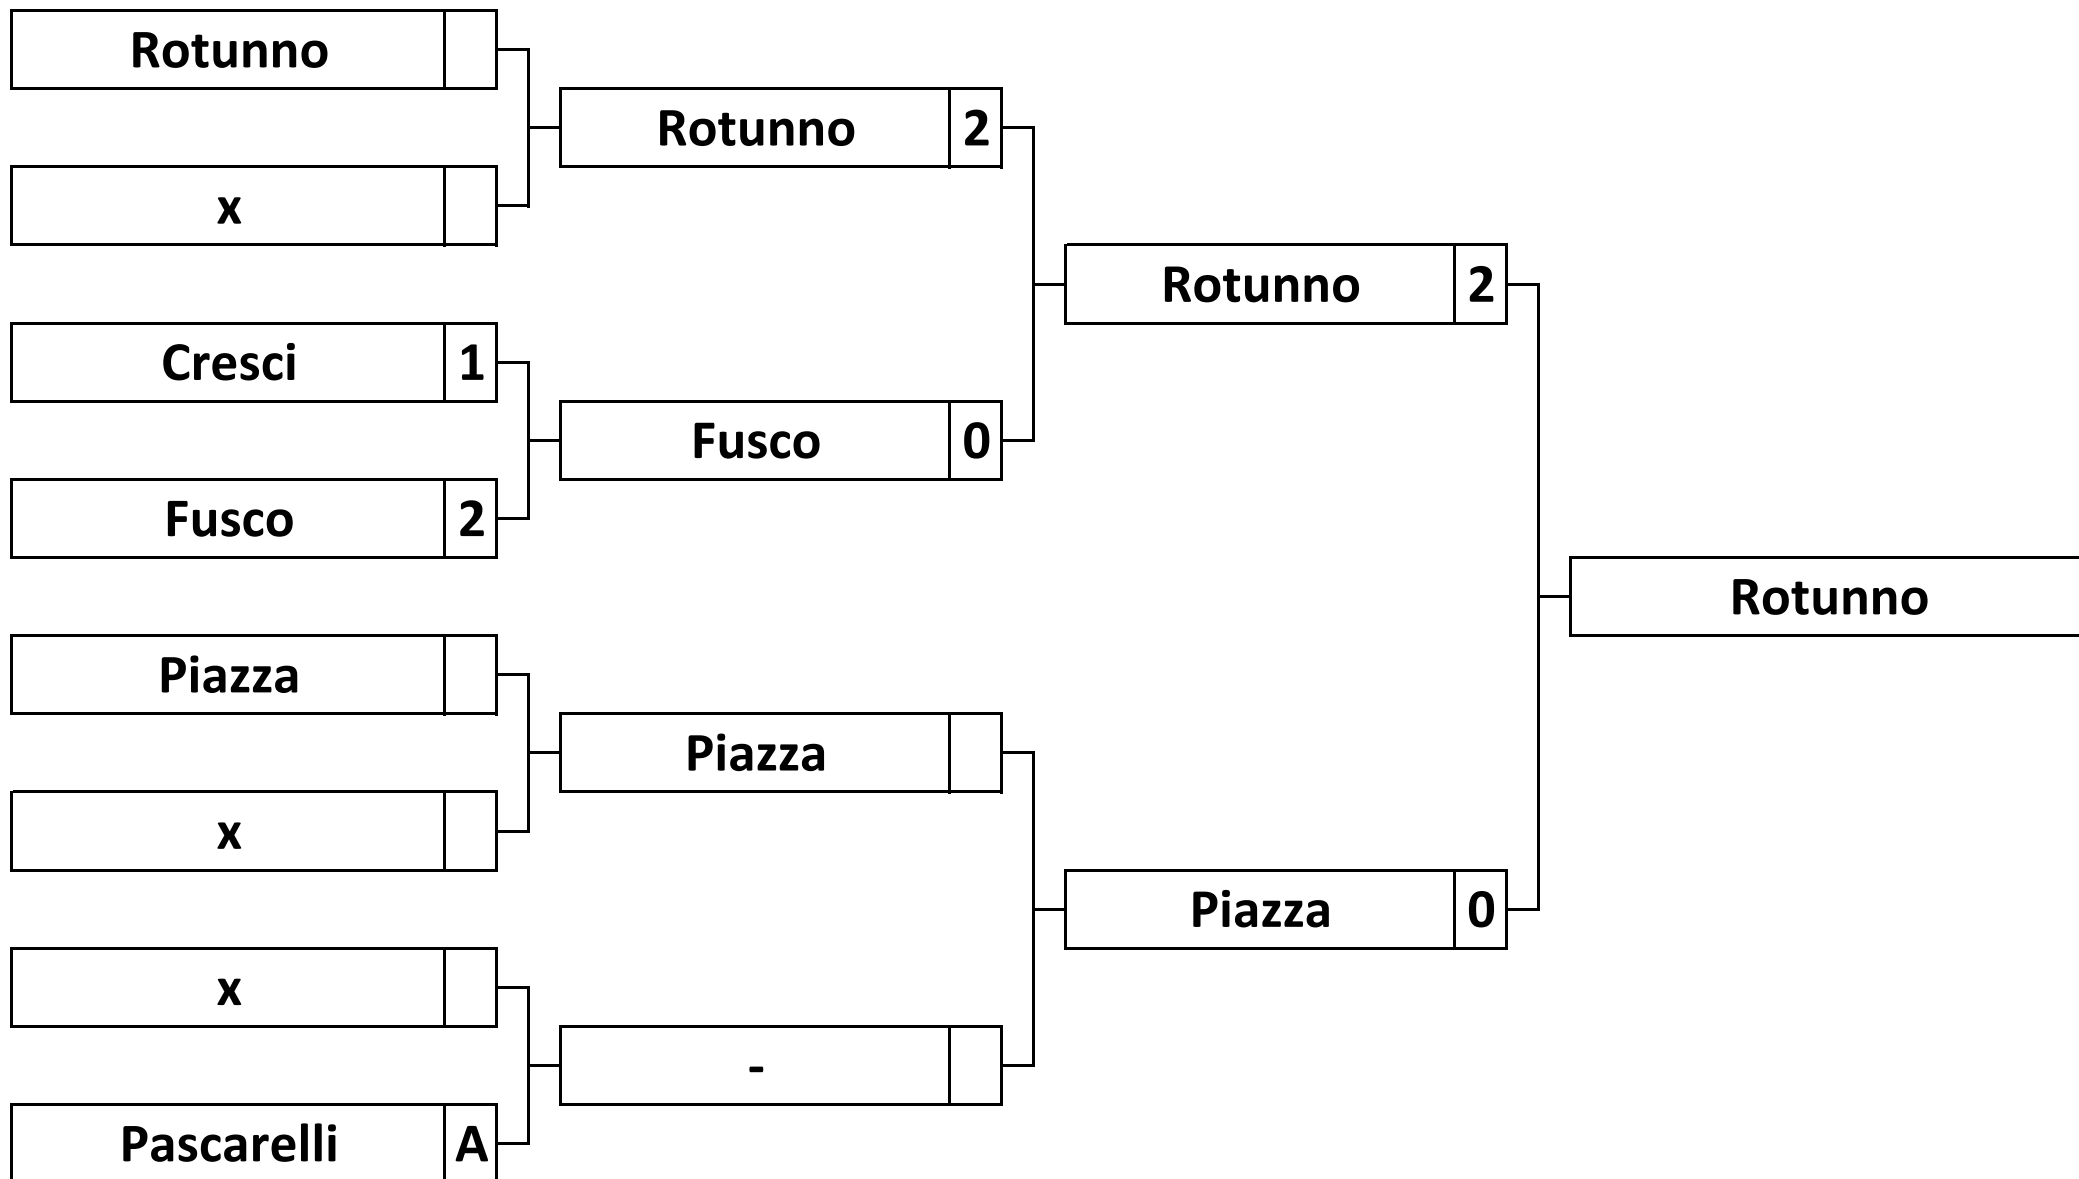 Rotunno
x
Cresci 1
Fusco 2
Piazza
x
x
Pascarelli A
Rotunno 2
Fusco 0
Piazza
-
Rotunno 2
Piazza 0
Rotunno